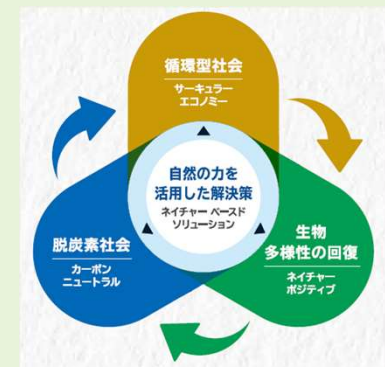 循環型社会
サーキュラー
エコノミー
自然の力を
活用した解決策
ネイチャー ベースド
ソリューション
脱炭素社会
カーボン
ニュートラル
生物
多様性の回復
ネイチャー
ポジティブ